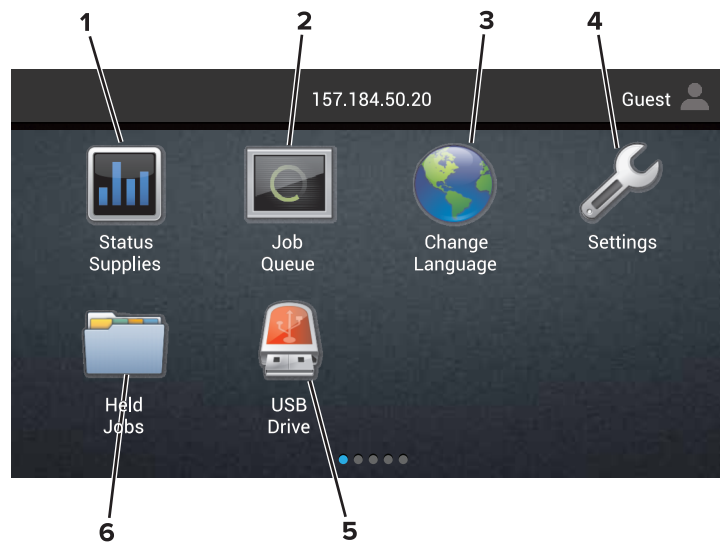 1 2 3 4
157.184.50.20 Guest
Status Job Change Settings
Supplies Queue Language
Held USB
Jobs Drive
6 5